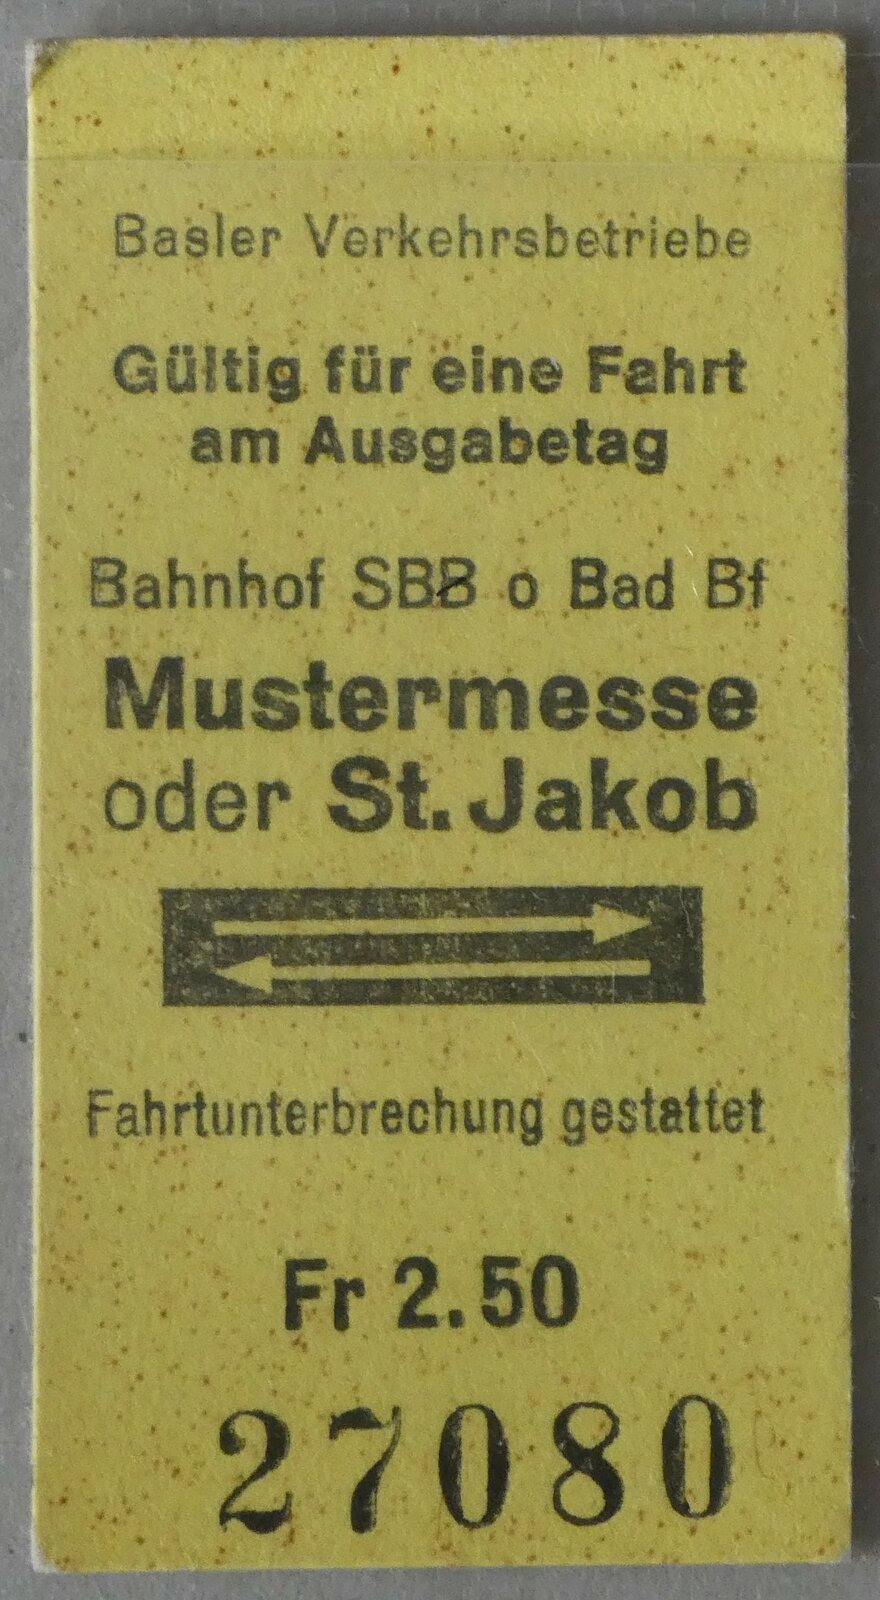 Basler Verkehrsbetriebe
Gültig für eine Fahrt
am Ausgabetag
Bahnhof SBB o Bad Bf
Mustermesse
oder St. Jakob
Fahrtunterbrechung gestattet
Fr 2.50
27080